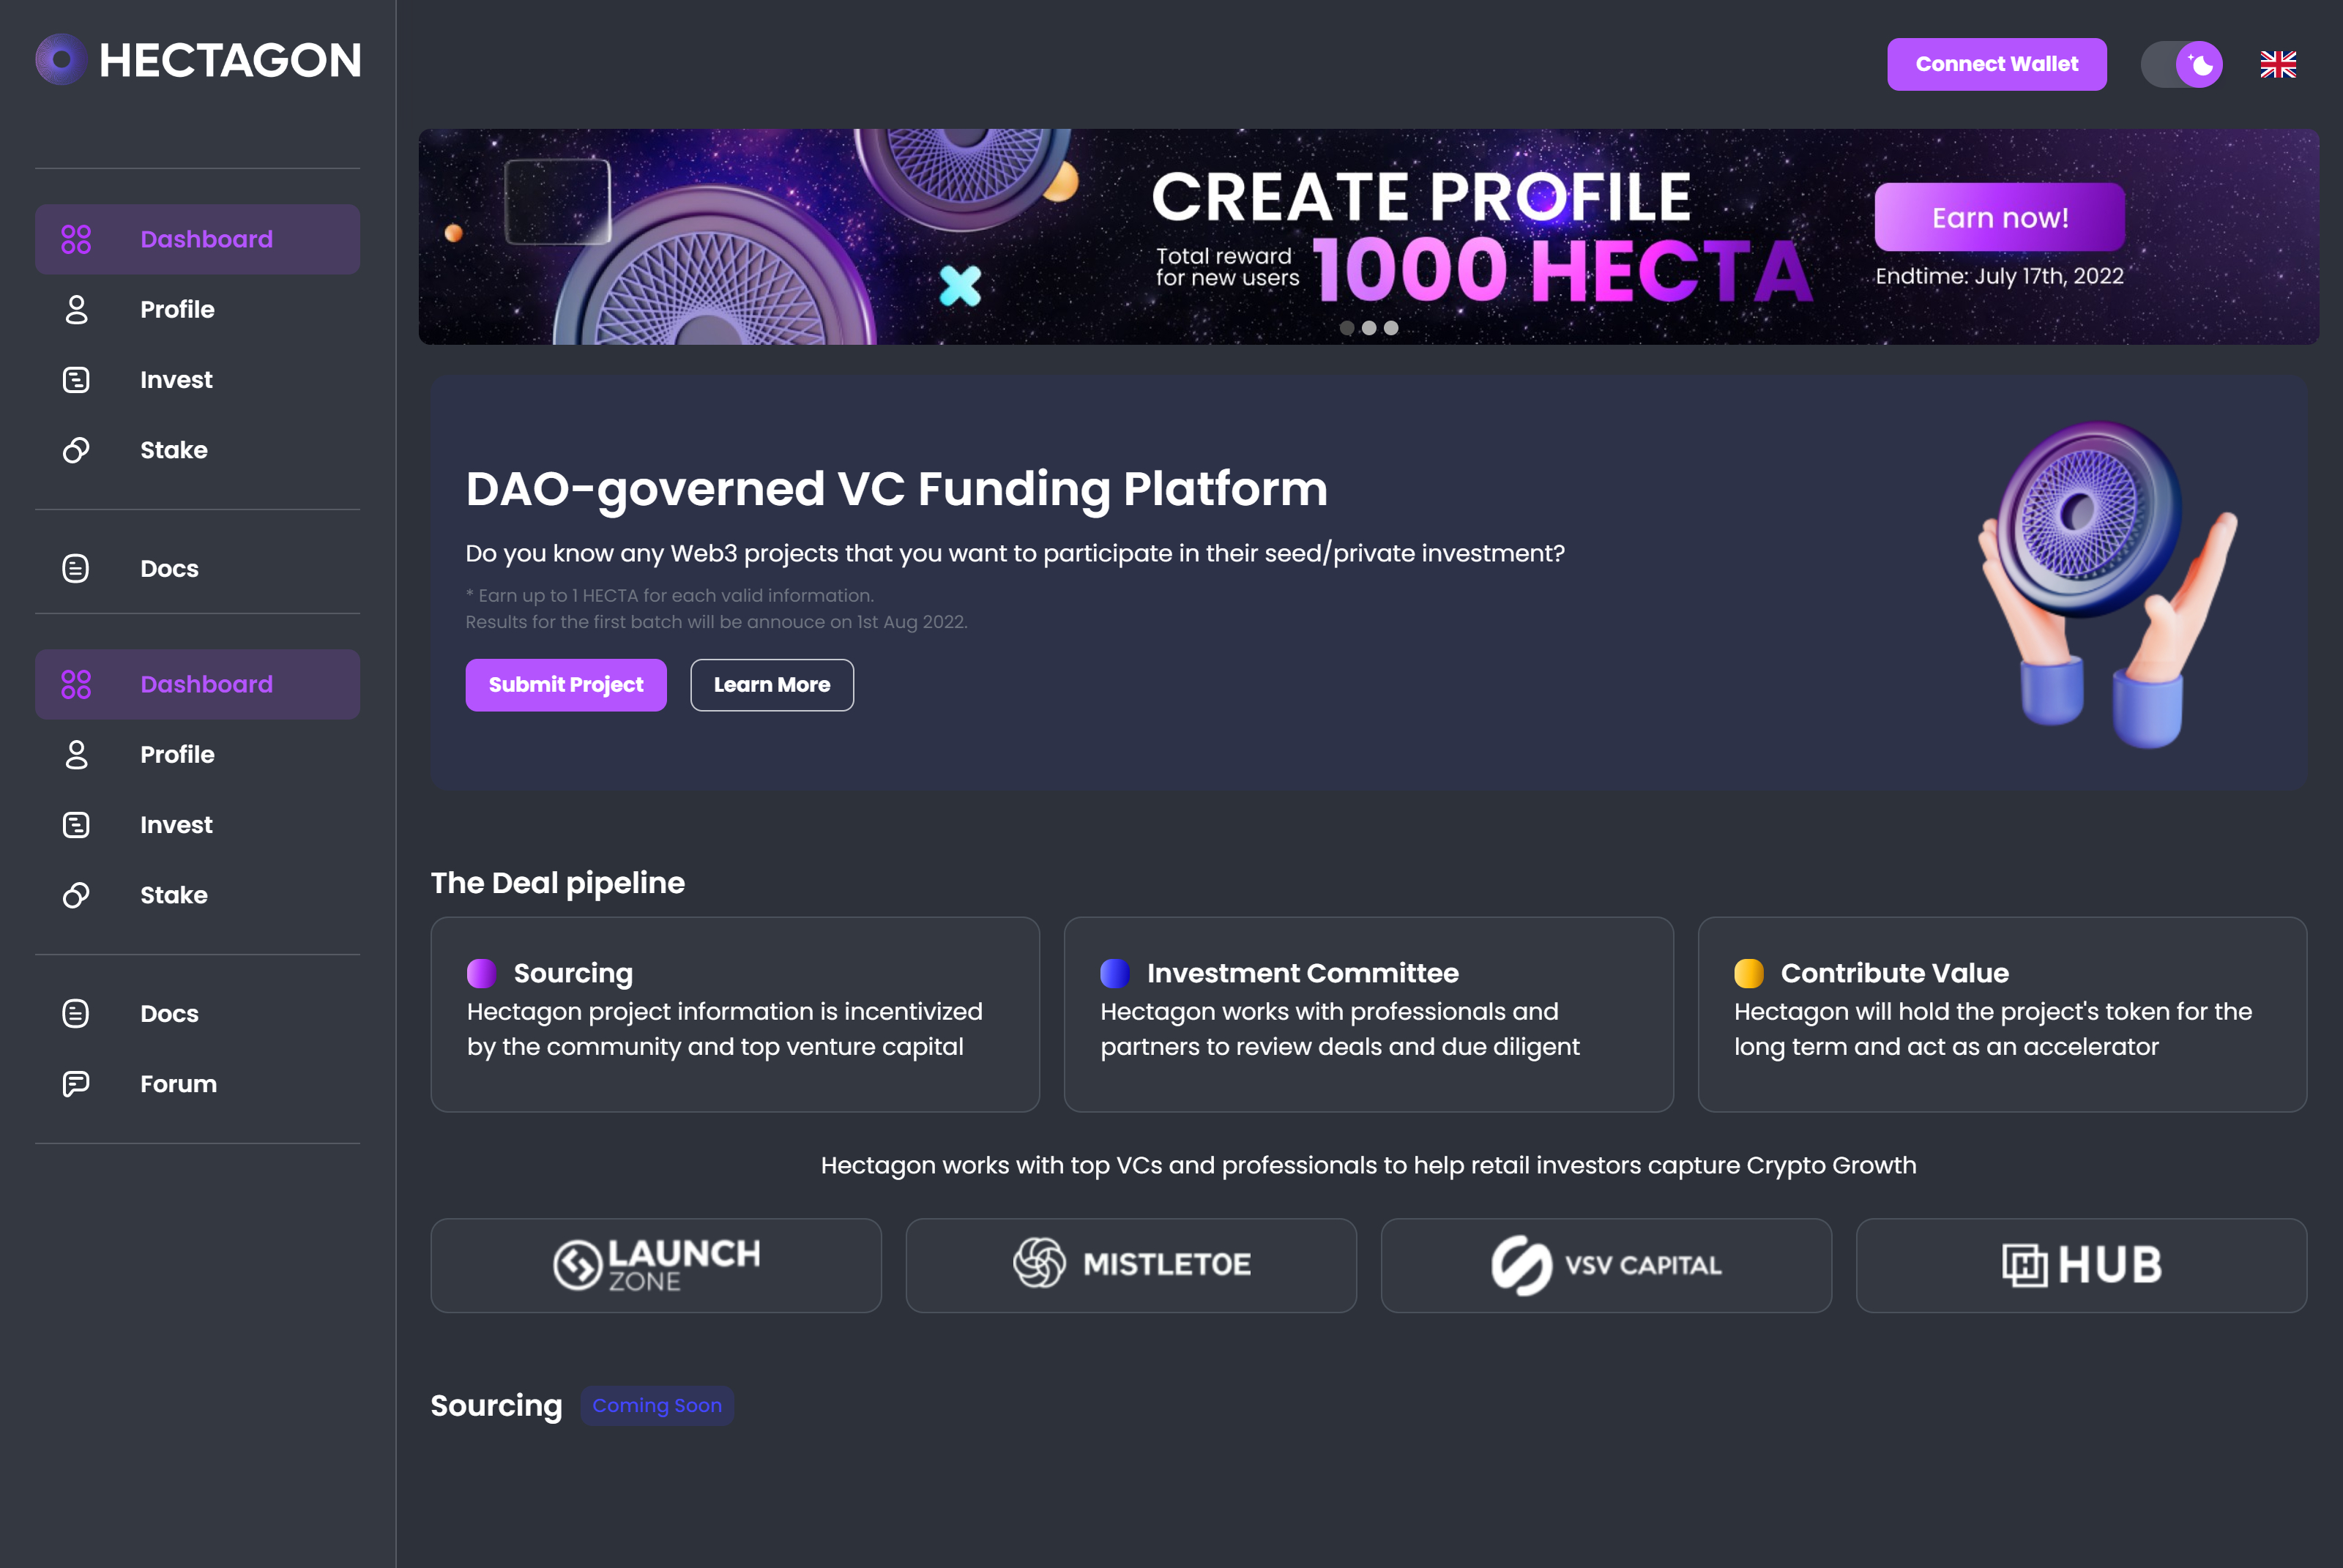 HECTAGON
Connect Wallet
Dashboard
Profile
Invest
Stake
Docs
Dashboard
Profile
Invest
Stake
Docs
Forum
CREATE PROFILE
Total reward
for new users
1000 HECTA
Earn now!
Endtime: July 17th, 2022
DAO-governed VC Funding Platform
Do you know any Web3 projects that you want to participate in their seed/private investment?
* Earn up to 1 HECTA for each valid information.
Results for the first batch will be annouce on 1st Aug 2022.
Submit Project
Learn More
The Deal pipeline
Sourcing
Hectagon project information is incentivized
by the community and top venture capital
Investment Committee
Hectagon works with professionals and
partners to review deals and due diligent
Contribute Value
Hectagon will hold the project's token for the
long term and act as an accelerator
Hectagon works with top VCs and professionals to help retail investors capture Crypto Growth
LAUNCH
ZONE
MISTLETOE
VSV CAPITAL
HUB
Sourcing
Coming Soon